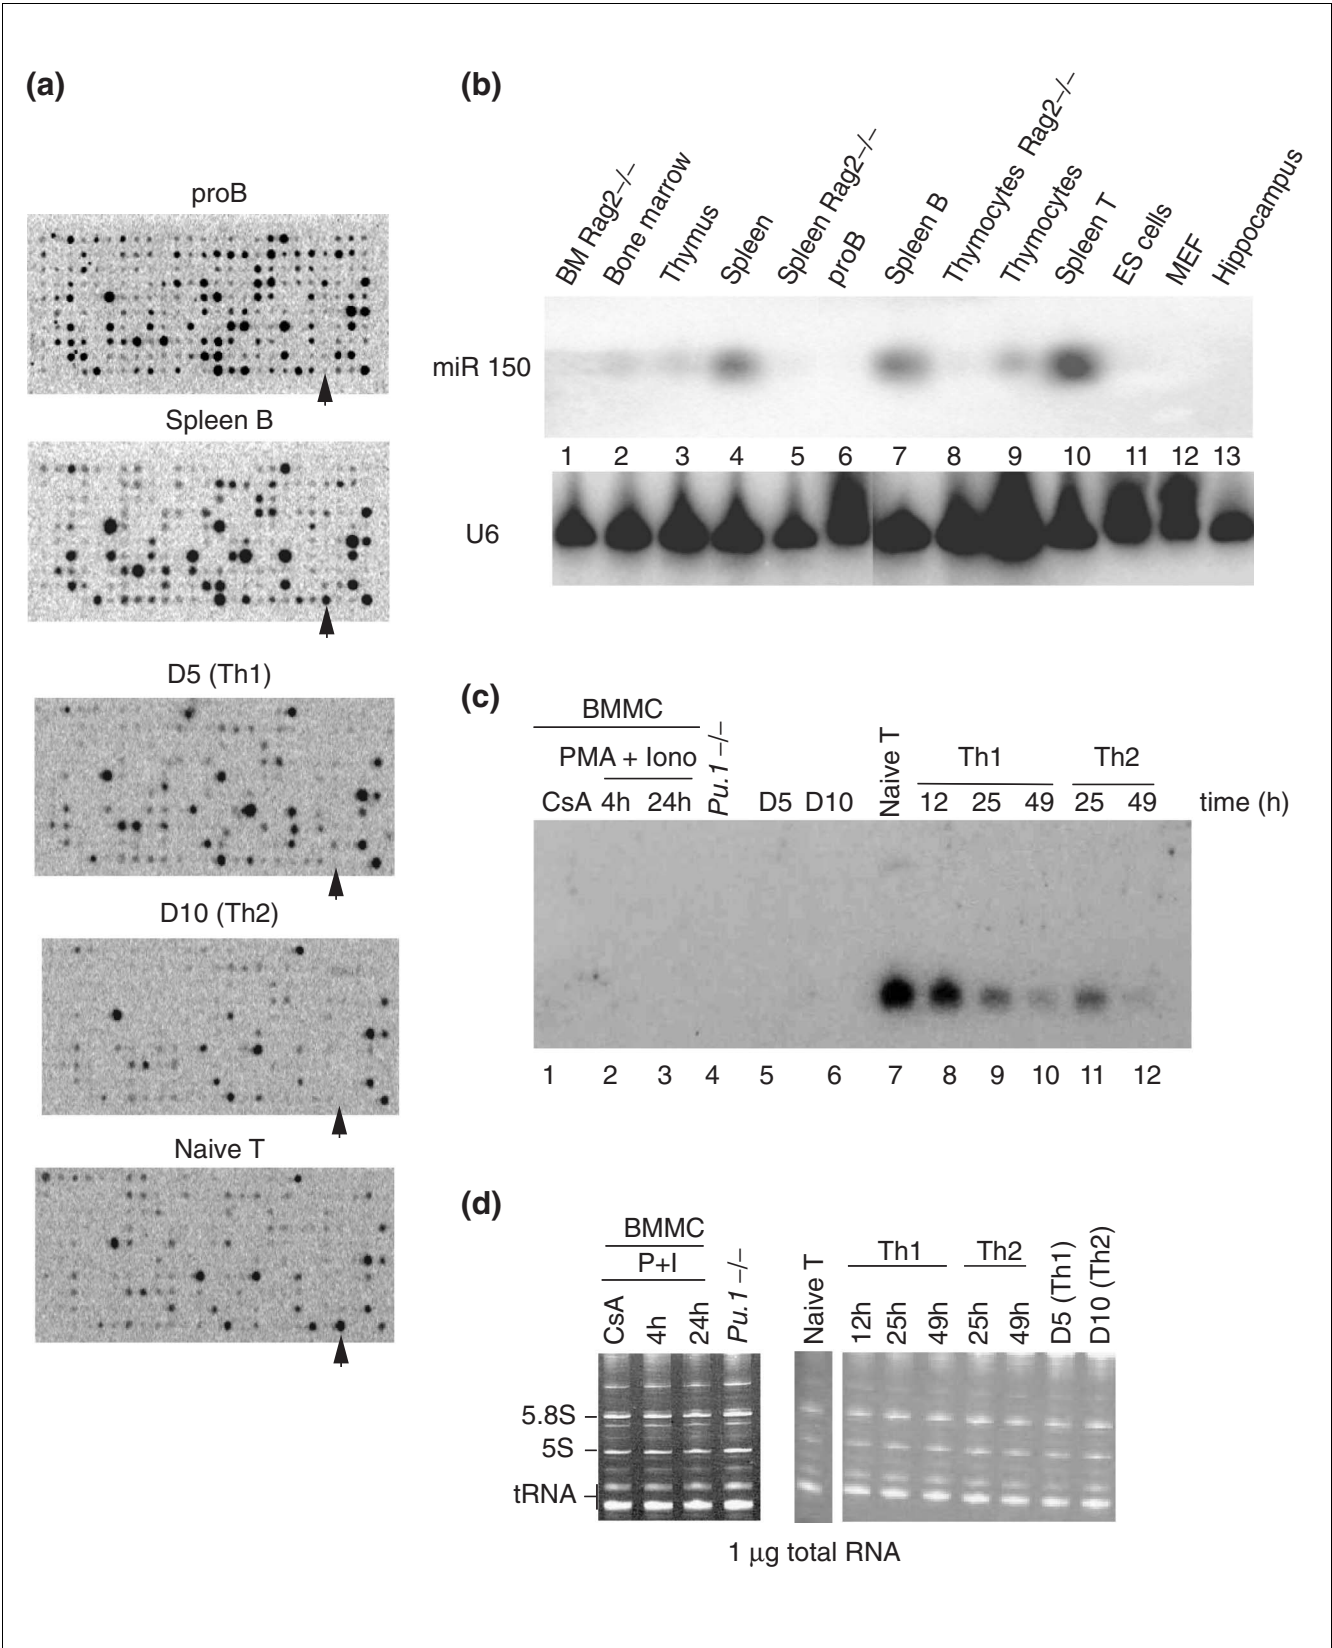 (a)
proB
Spleen B
D5 (Th1)
D10 (Th2)
Naive T
(b)
BM Rag2–/–
Bone marrow
Thymus
Spleen
Spleen Rag2–/–
proB
Spleen B
Thymocytes Rag2–/–
Thymocytes
Spleen T
ES cells
MEF
Hippocampus
miR 150
1 2 3 4 5 6 7 8 9 10 11 12 13
U6
(c)
BMMC
PMA + Iono
CsA 4h 24h Pu.1 –/– D5 D10 Naive T
Th1 Th2
12 25 49 25 49 time (h)
1 2 3 4 5 6 7 8 9 10 11 12
(d)
BMMC
P+I
CsA 4h 24h Pu.1 –/– Naive T
Th1 Th2
12h 25h 49h 25h 49h D5 (Th1) D10 (Th2)
5.8S
5S
tRNA
1 μg total RNA